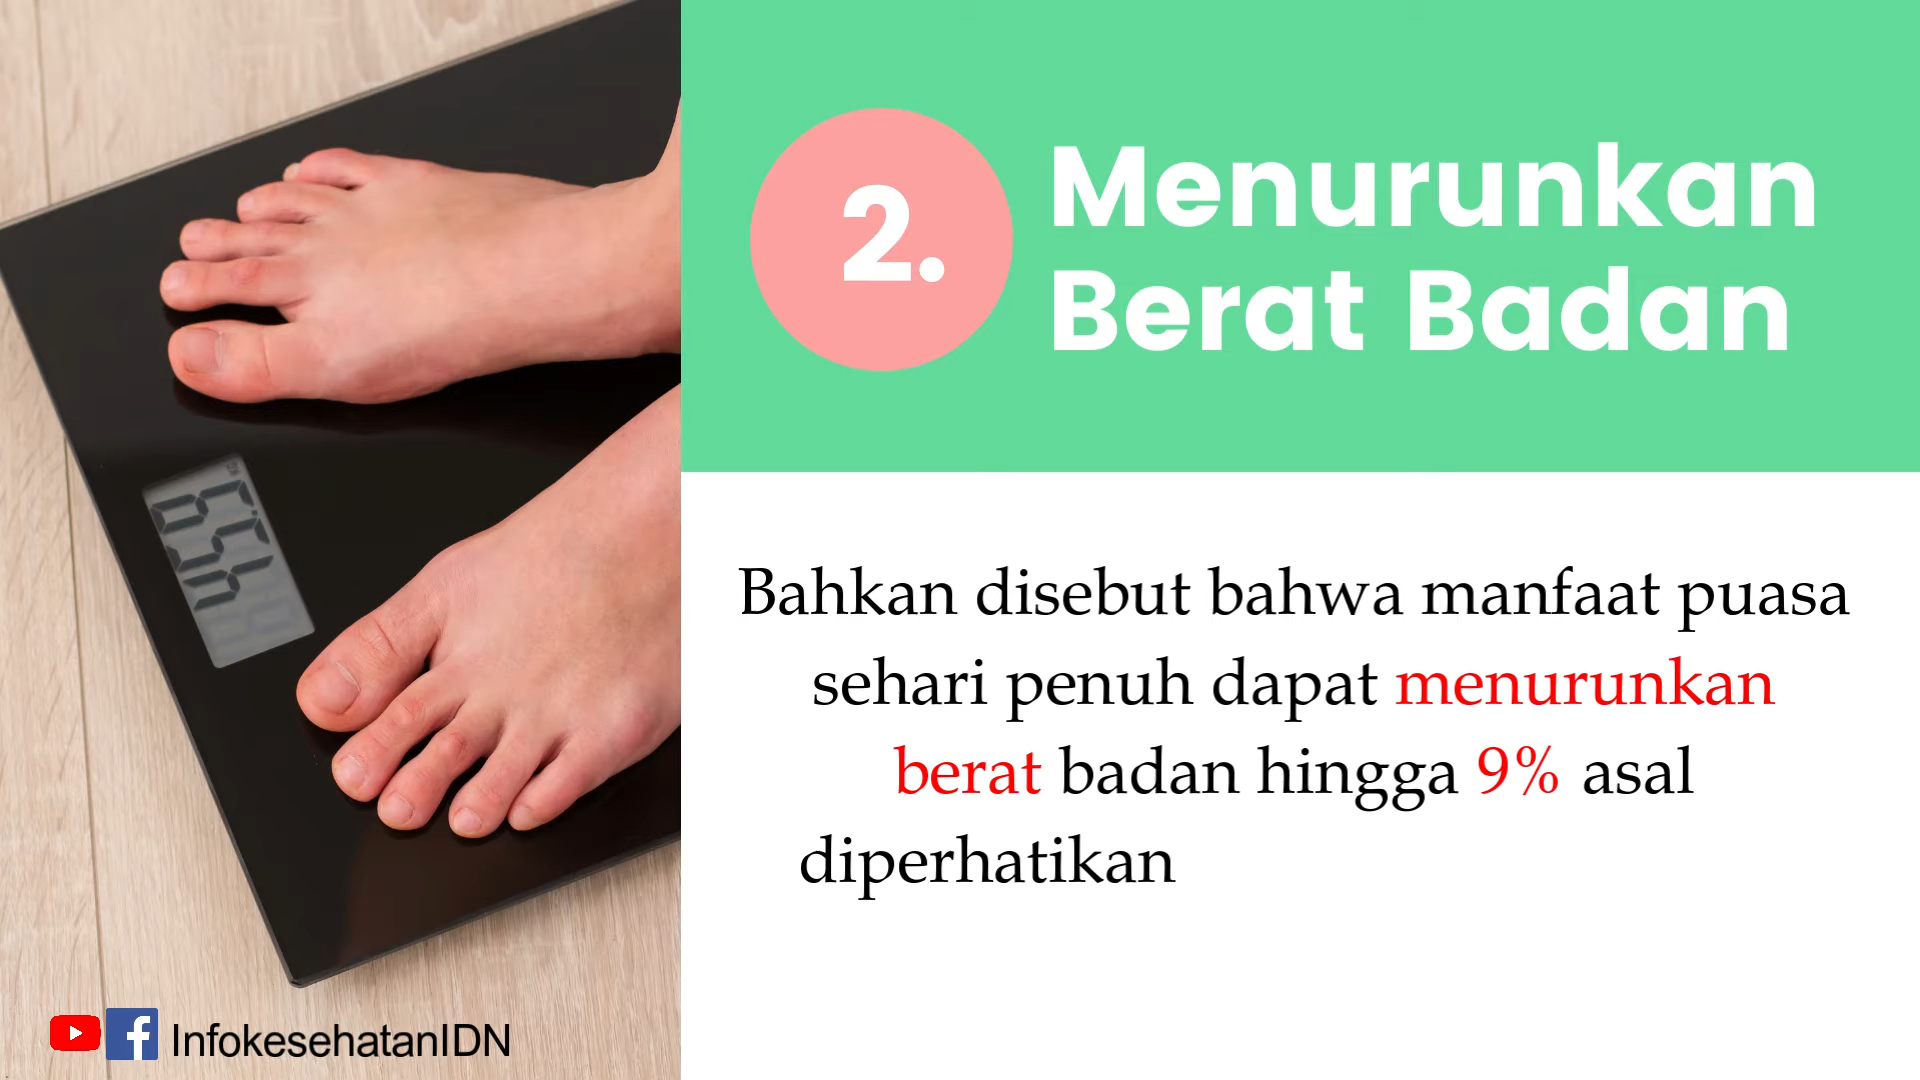 2.
Menurunkan
Berat Badan
Bahkan disebut bahwa manfaat puasa
sehari penuh dapat menurunkan
berat badan hingga 9% asal
diperhatikan
InfokesehatanIDN